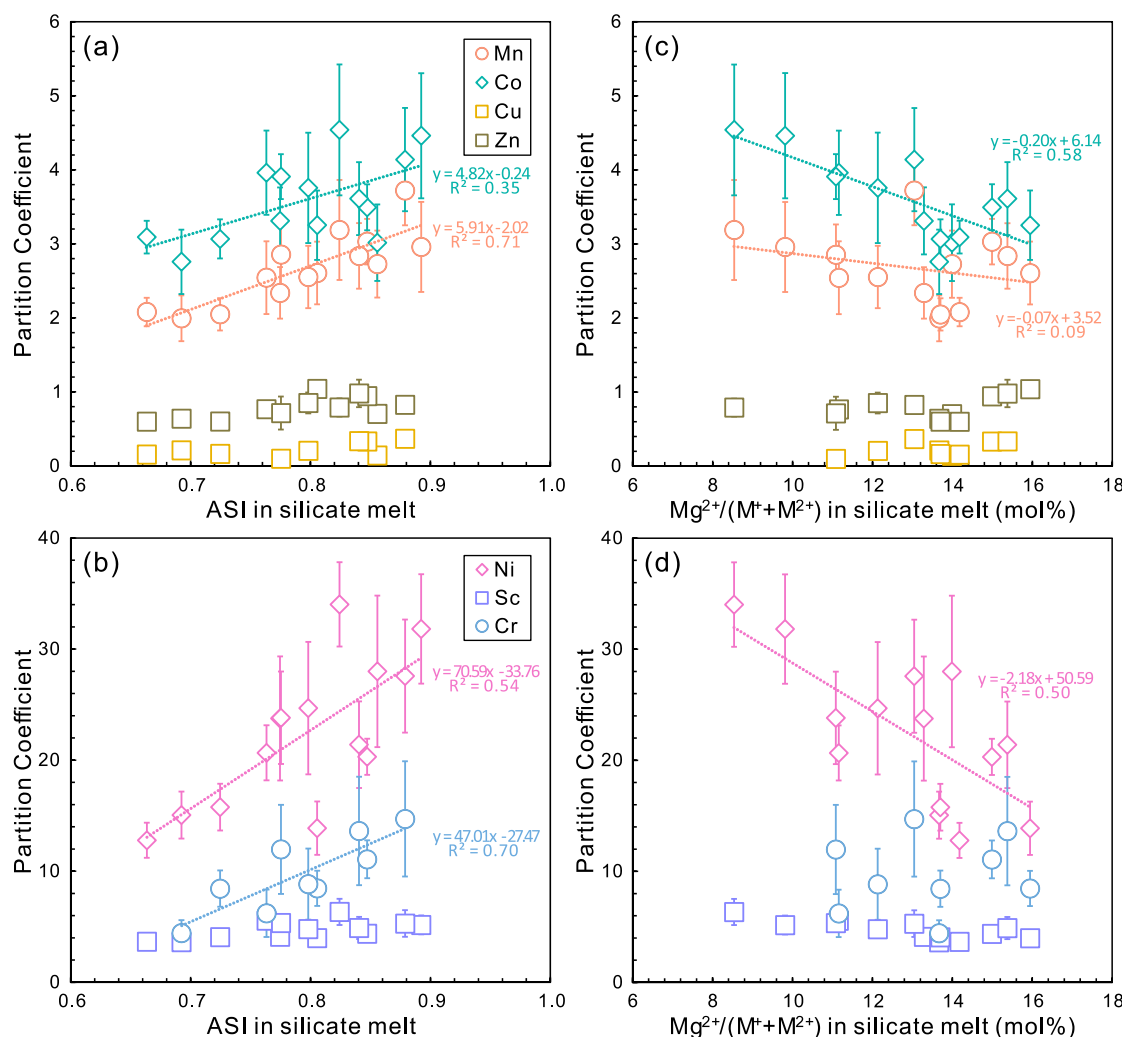 (a)
Mn
Co
Cu
Zn
y = 4.82x-0.24
R² = 0.35
y = 5.91x-2.02
R² = 0.71
Partition Coefficient
6
5
4
3
2
1
0
0.6
0.7
0.8
0.9
1.0
ASI in silicate melt
(c)
y = -0.20x + 6.14
R² = 0.58
y = -0.07x + 3.52
R² = 0.09
Partition Coefficient
6
5
4
3
2
1
0
6
8
10
12
14
16
18
Mg²⁺/(M⁺+M²⁺) in silicate melt (mol%)
(b)
Ni
Sc
Cr
y = 70.59x -33.76
R² = 0.54
y = 47.01x -27.47
R² = 0.70
Partition Coefficient
40
30
20
10
0
0.6
0.7
0.8
0.9
1.0
ASI in silicate melt
(d)
y = -2.18x + 50.59
R² = 0.50
Partition Coefficient
40
30
20
10
0
6
8
10
12
14
16
18
Mg²⁺/(M⁺+M²⁺) in silicate melt (mol%)